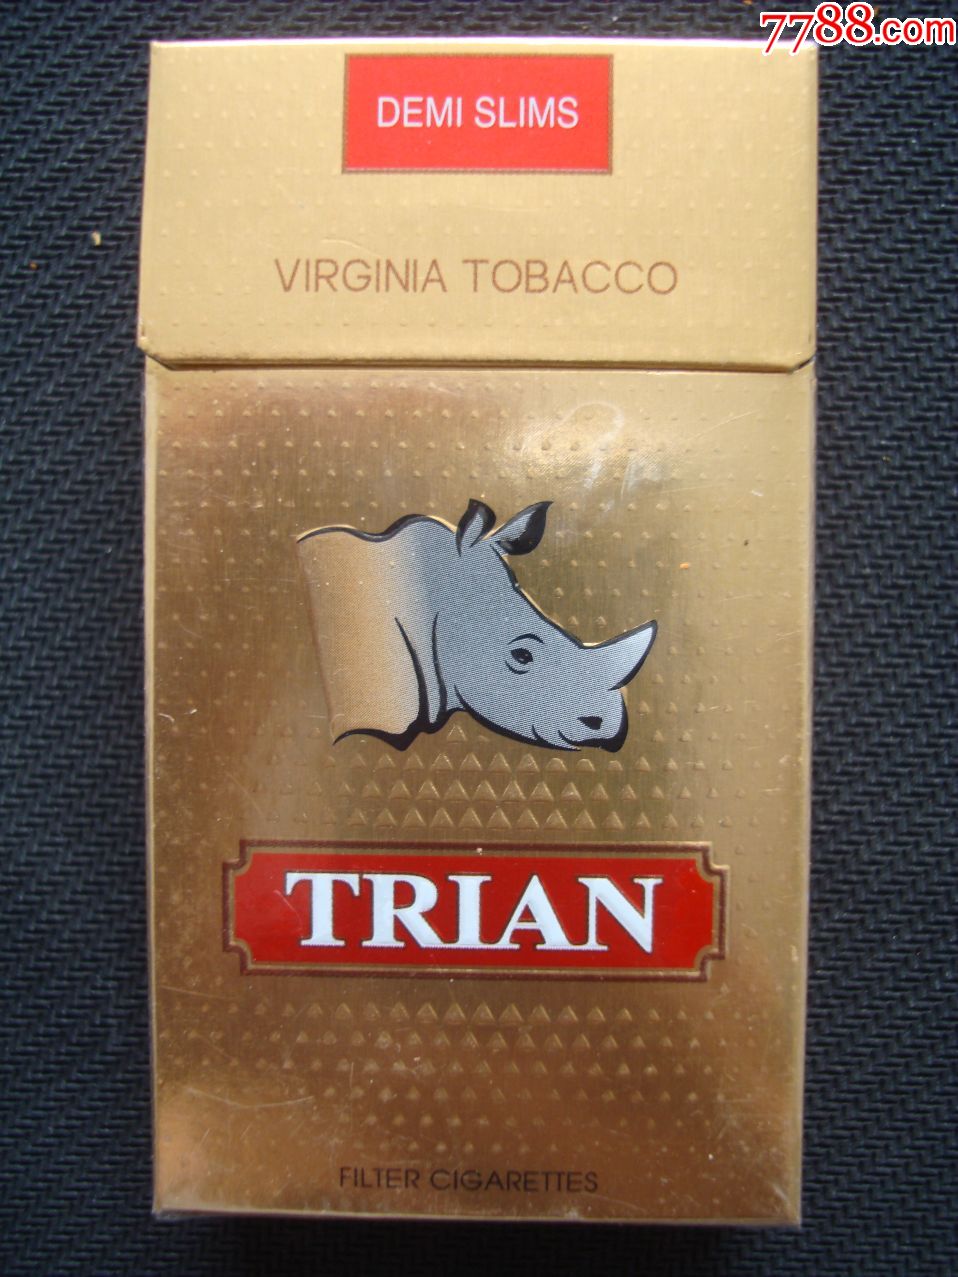 7788.com
DEMI SLIMS
VIRGINIA TOBACCO
TRIAN
FILTER CIGARETTES